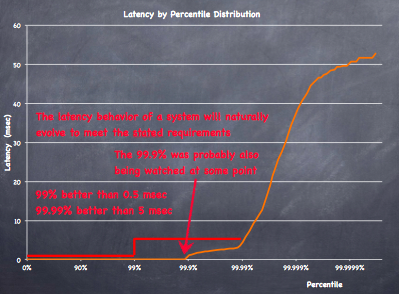 Latency by Percentile Distribution
60
50
40
30
20
10
0
Latency (msec)
The latency behavior of a system will naturally
evolve to meet the stated requirements
The 99.9% was probably also
being watched at some point
99% better than 0.5 msec
99.99% better than 5 msec
0% 90% 99% 99.9% 99.99% 99.999% 99.9999%
Percentile